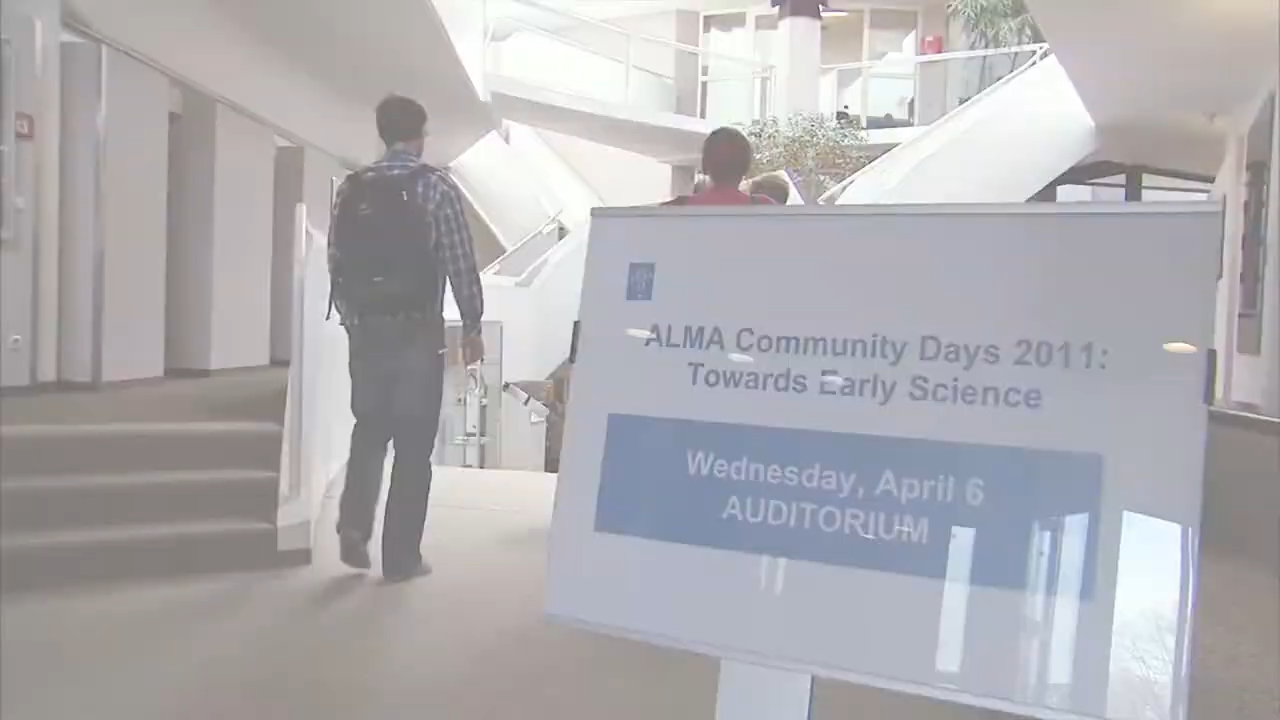 ALMA Community Days 2011:
Towards Early Science
Wednesday, April 6
AUDITORIUM